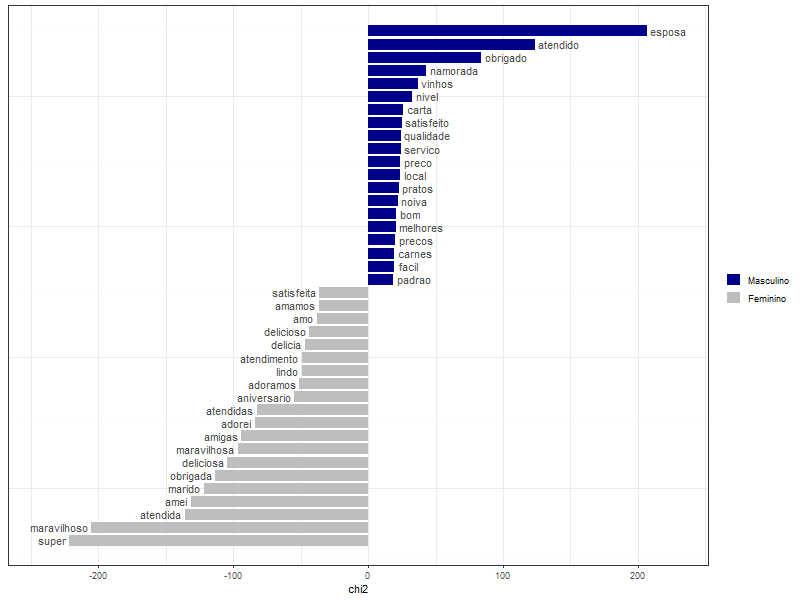 esposa
atendido
obrigado
namorada
vinhos
nivel
carta
satisfeito
qualidade
servico
preco
local
pratos
noiva
bom
melhores
precos
carnes
facil
padrao
satisfeita
amamos
amo
delicioso
delicia
atendimento
lindo
adoramos
aniversario
atendidas
adorei
amigas
maravilhosa
deliciosa
obrigada
marido
amei
atendida
maravilhoso
super
Masculino
Feminino
-200 -100 0 100 200
chi2